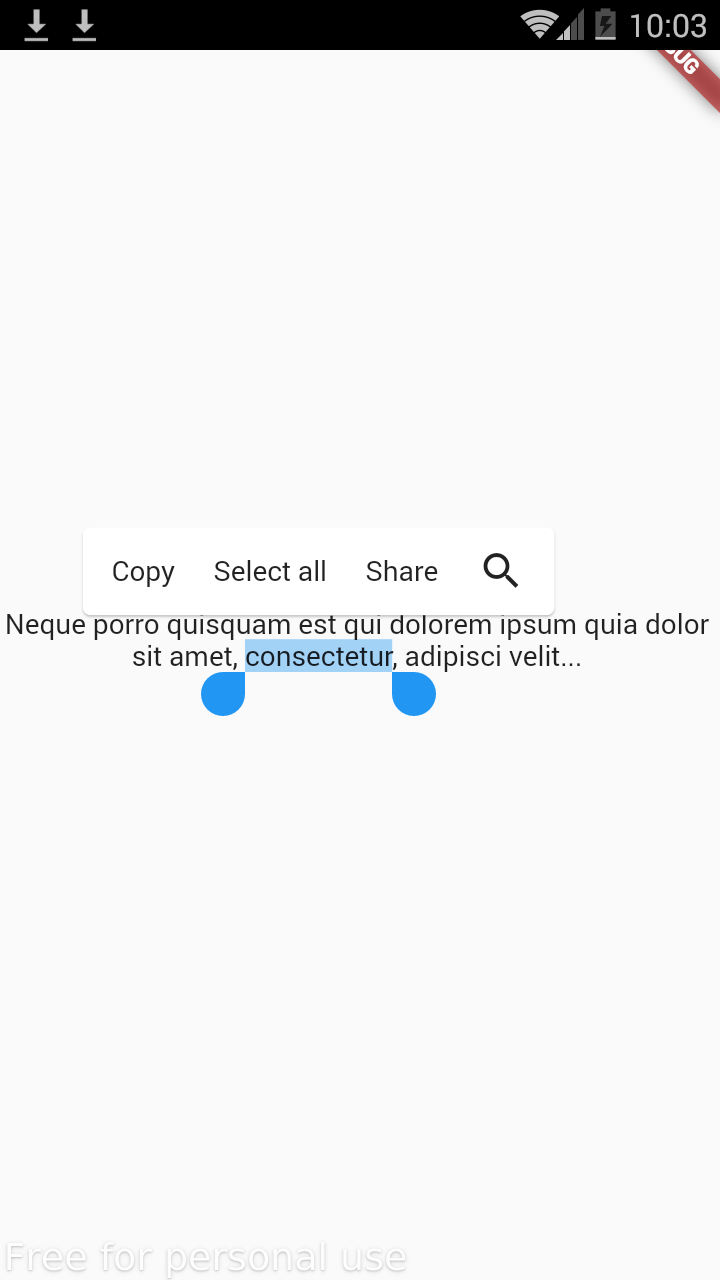 10:03
Copy Select all Share
Neque porro quisquam est qui dolorem ipsum quia dolor
sit amet, consectetur, adipisci velit...
Free for personal use